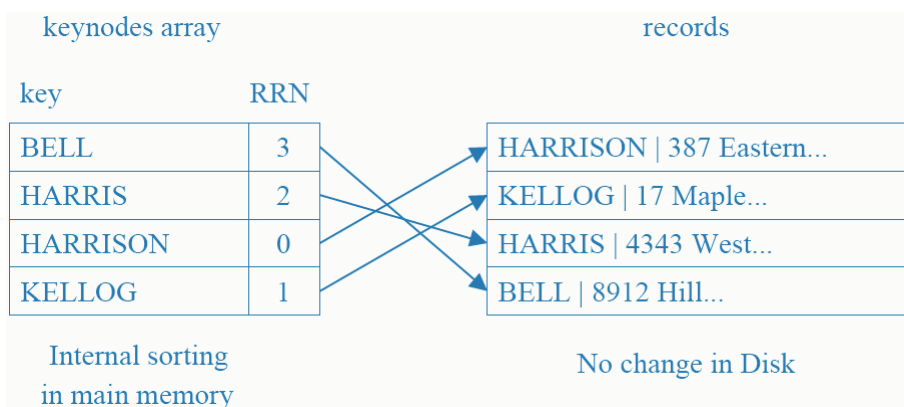 keynodes array records
key RRN
BELL 3 HARRISON | 387 Eastern...
HARRIS 2 KELLOG | 17 Maple...
HARRISON 0 HARRIS | 4343 West...
KELLOG 1 BELL | 8912 Hill...
Internal sorting
in main memory
No change in Disk